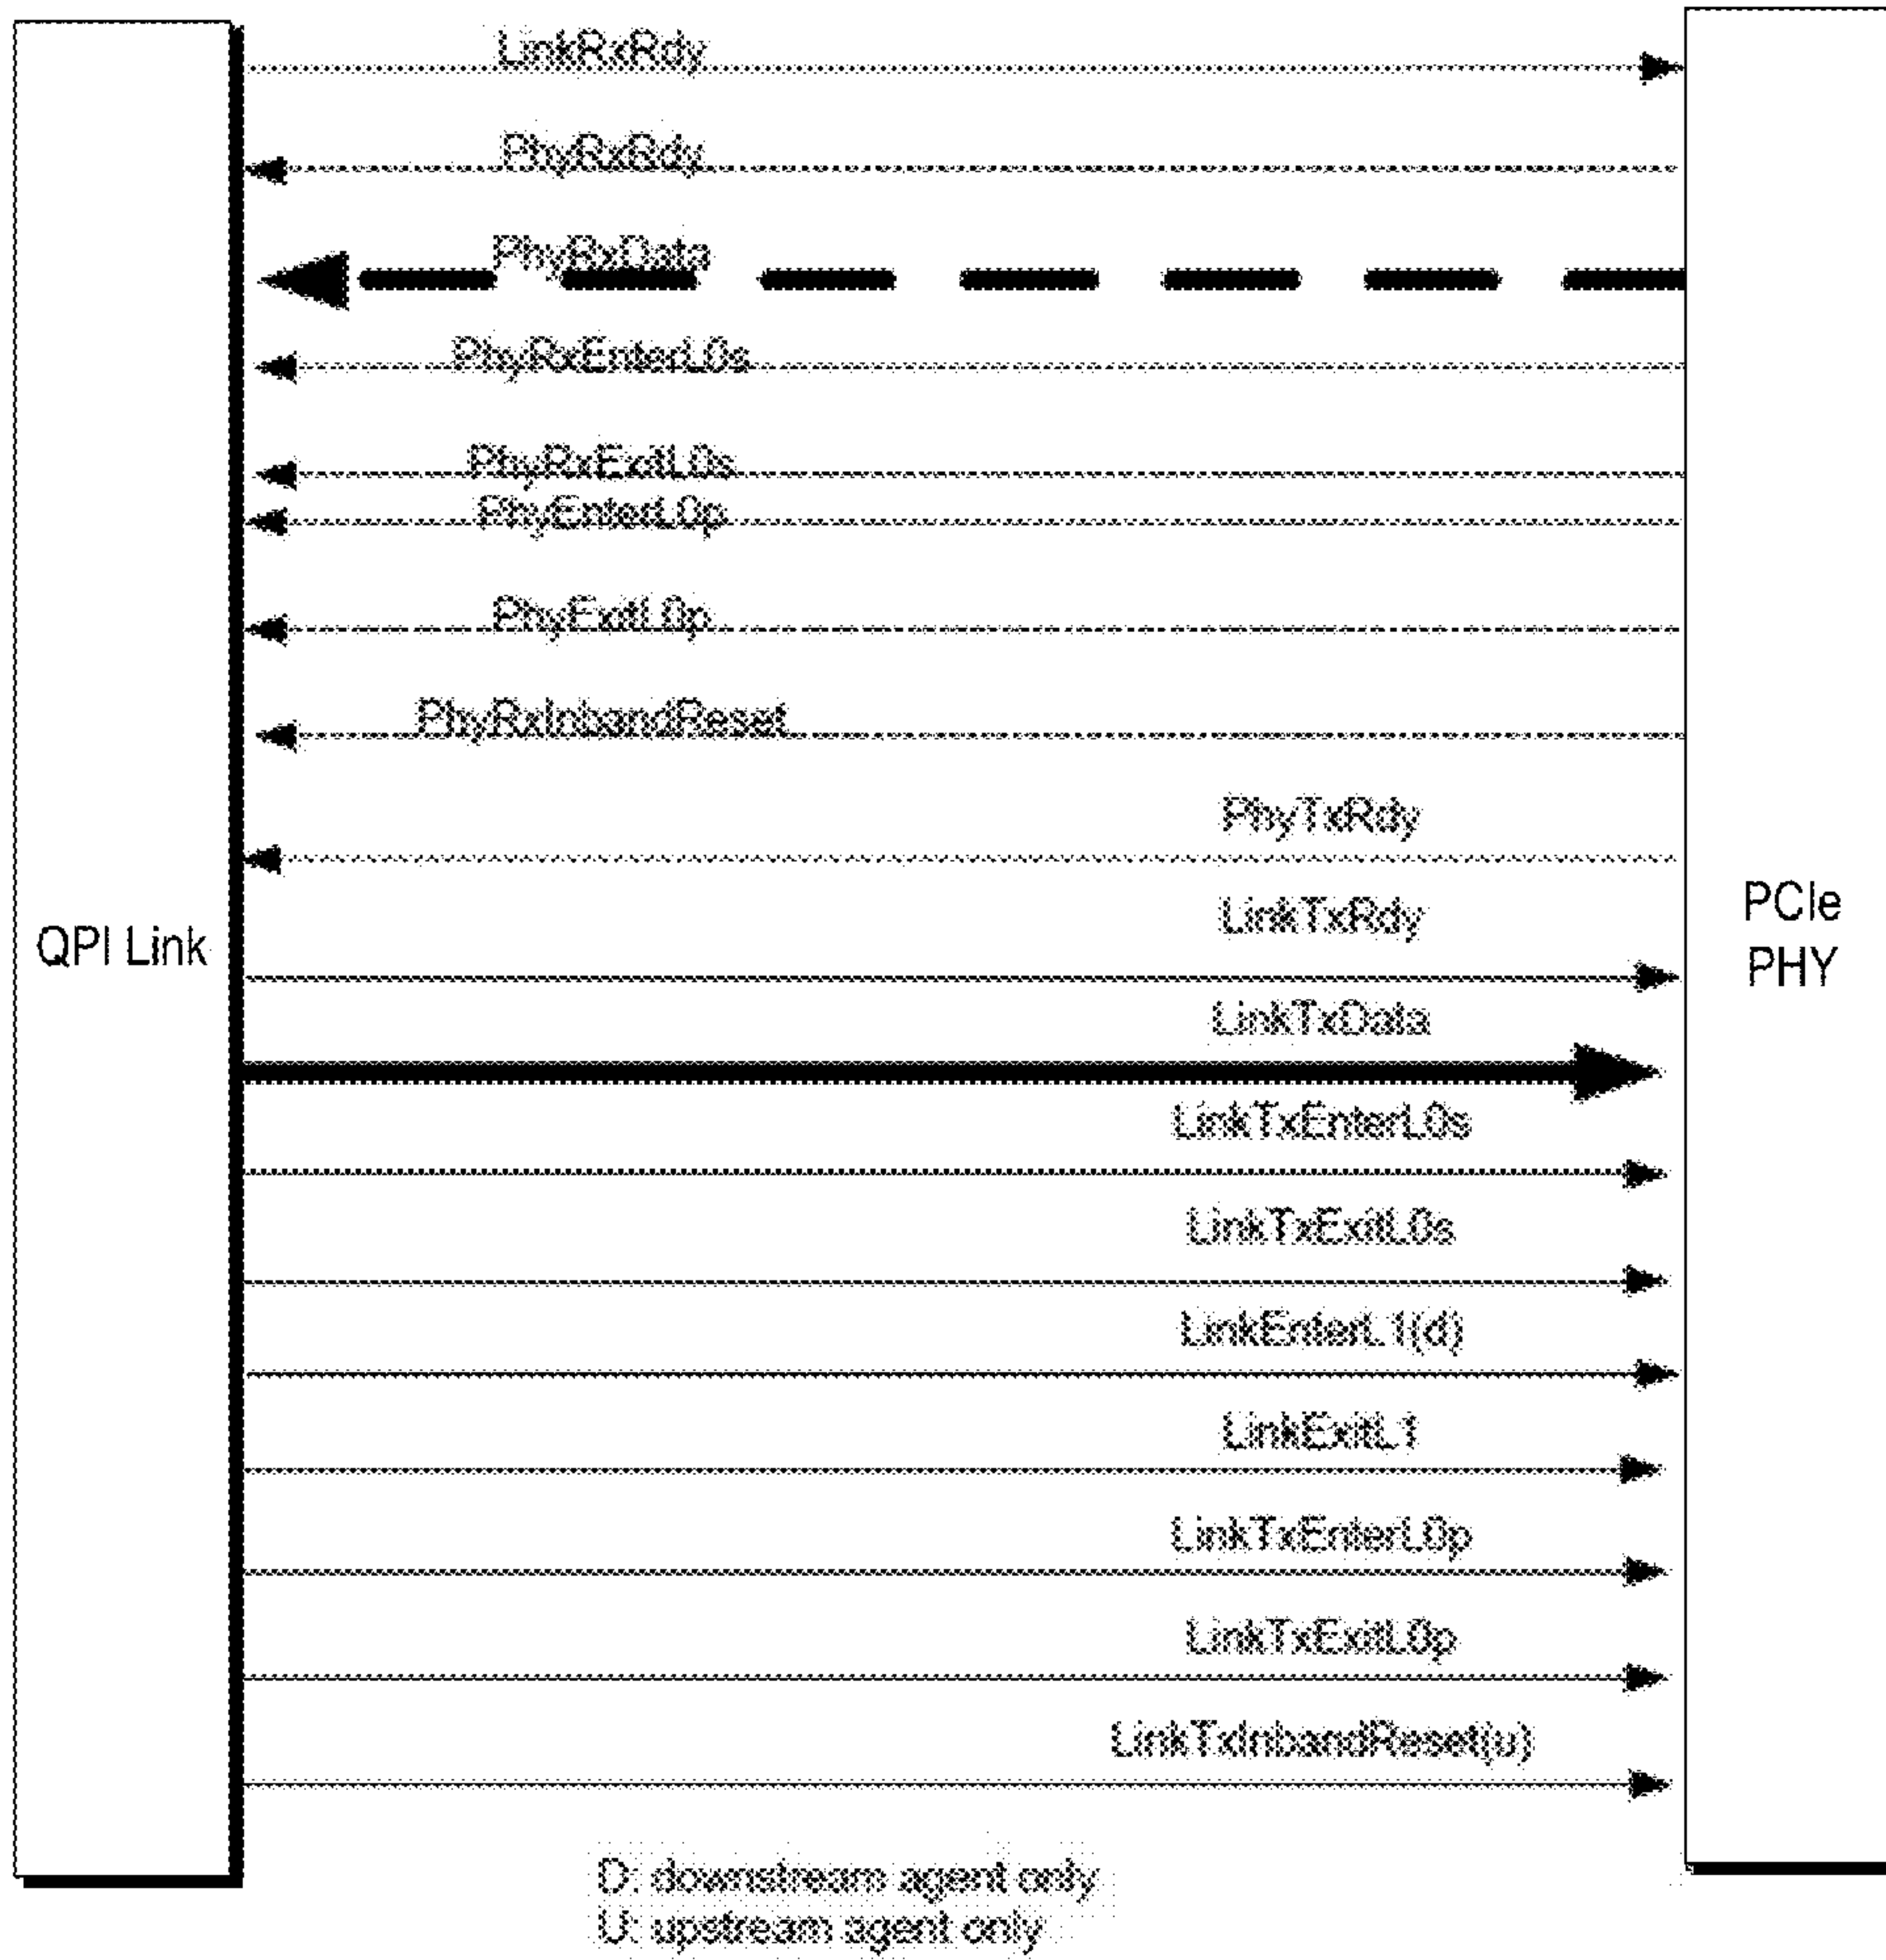 LinkRxRdy
PhyRxRdy
PhyRxData
PhyRxEnterL0s
PhyRxExitL0s
PhyEnterL0p
PhyExitL0p
PhyRxInbandReset
PhyTxRdy
LinkTxRdy
QPI Link
PCIe
PHY
LinkTxData
LinkTxEnterL0s
LinkTxExitL0s
LinkEnterL1(d)
LinkExitL1
LinkTxEnterL0p
LinkTxExitL0p
LinkTxInbandReset(u)
D: downstream agent only
U: upstream agent only